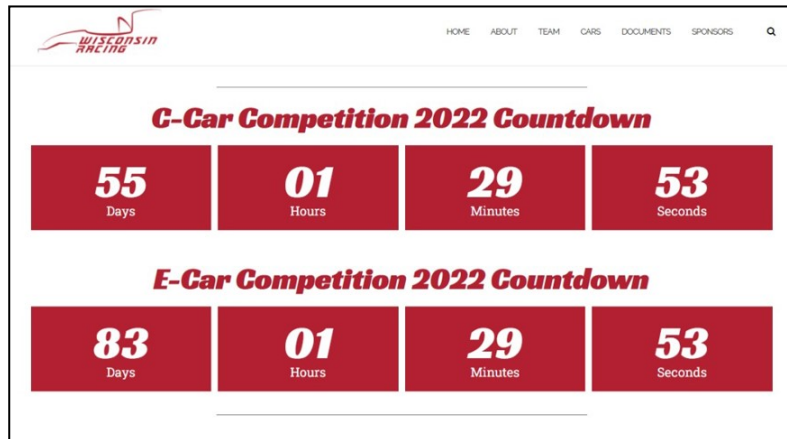 WISCONSIN
RACING
HOME ABOUT TEAM CARS DOCUMENTS SPONSORS
C-Car Competition 2022 Countdown
55 01 29 53
Days Hours Minutes Seconds
E-Car Competition 2022 Countdown
83 01 29 53
Days Hours Minutes Seconds